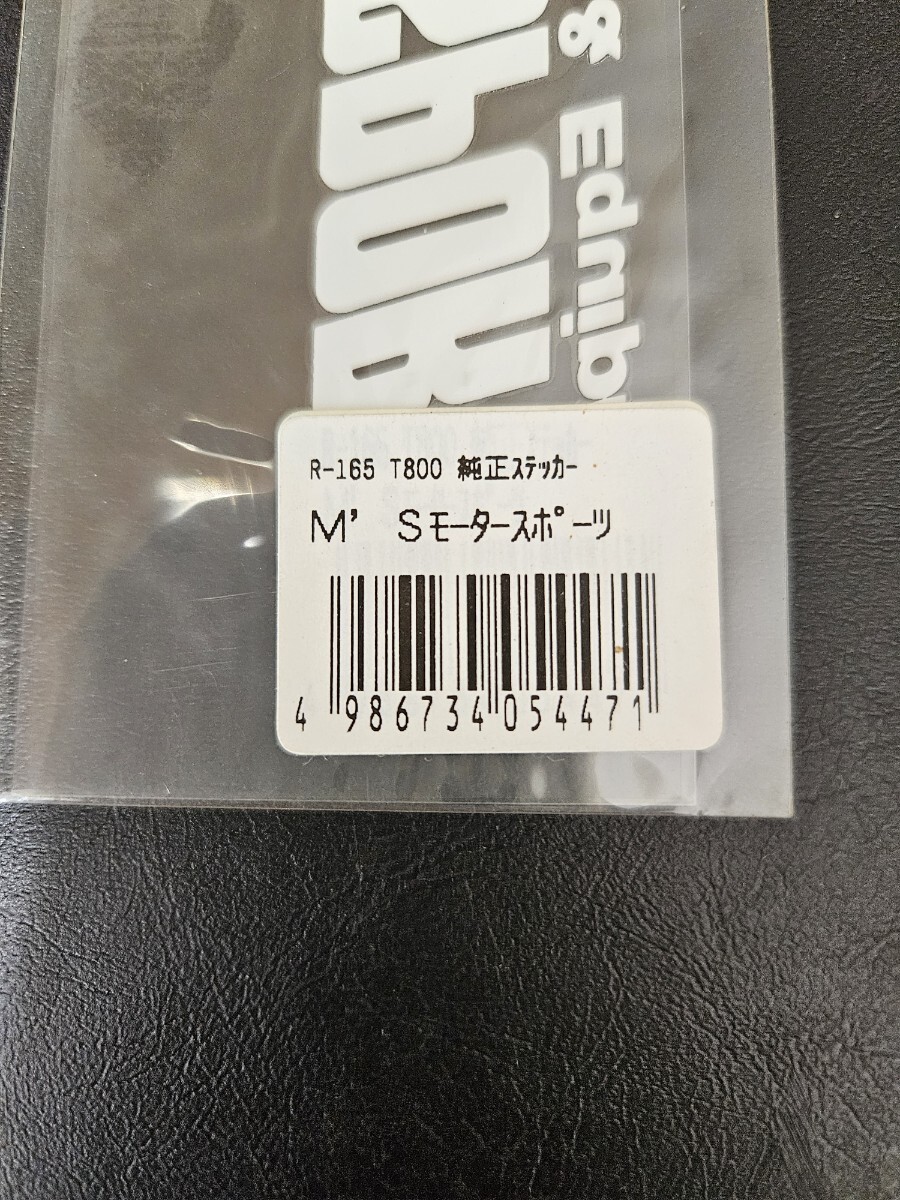 & Equip
R-165 T800 純正ステッカー
M' Sモータースポーツ
4 986734 054471